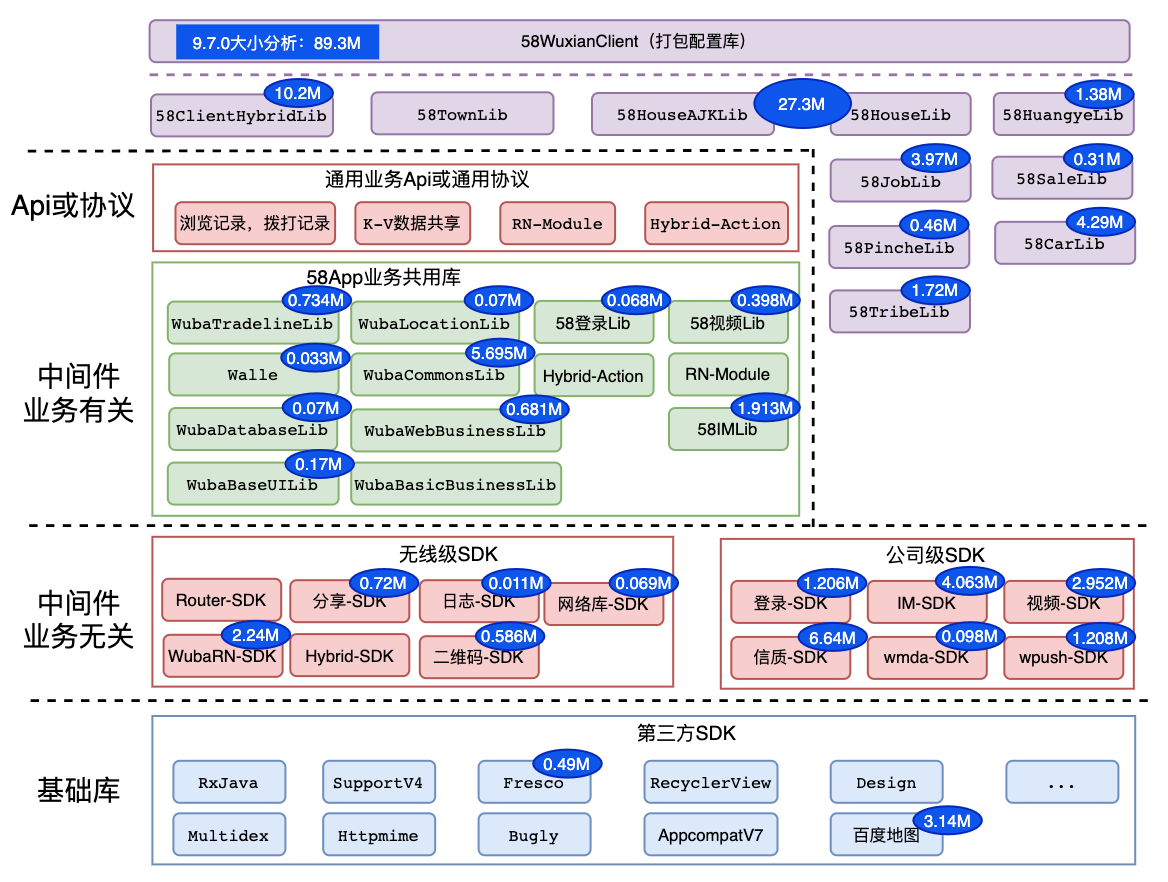 9.7.0大小分析：89.3M
58WuxianClient（打包配置库）
10.2M
58ClientHybridLib
58TownLib
58HouseAJKLib
27.3M
58HouseLib
1.38M
58HuangyeLib
3.97M
58JobLib
0.31M
58SaleLib
0.46M
58PincheLib
4.29M
58CarLib
1.72M
58TribeLib
Api或协议
通用业务Api或通用协议
浏览记录，拨打记录
K-V数据共享
RN-Module
Hybrid-Action
中间件
业务有关
58App业务共用库
0.734M
WubaTradelineLib
0.07M
WubaLocationLib
0.068M
58登录Lib
0.398M
58视频Lib
0.033M
Walle
5.695M
WubaCommonsLib
Hybrid-Action
RN-Module
0.07M
WubaDatabaseLib
0.681M
WubaWebBusinessLib
1.913M
58IMLib
0.17M
WubaBaseUILib
WubaBasicBusinessLib
中间件
业务无关
无线级SDK
Router-SDK
0.72M
分享-SDK
0.011M
日志-SDK
0.069M
网络库-SDK
2.24M
WubaRN-SDK
Hybrid-SDK
0.586M
二维码-SDK
公司级SDK
1.206M
登录-SDK
4.063M
IM-SDK
2.952M
视频-SDK
6.64M
信质-SDK
0.098M
wmda-SDK
1.208M
wpush-SDK
基础库
第三方SDK
RxJava
SupportV4
0.49M
Fresco
RecyclerView
Design
...
Multidex
Httpmime
Bugly
AppcompatV7
3.14M
百度地图